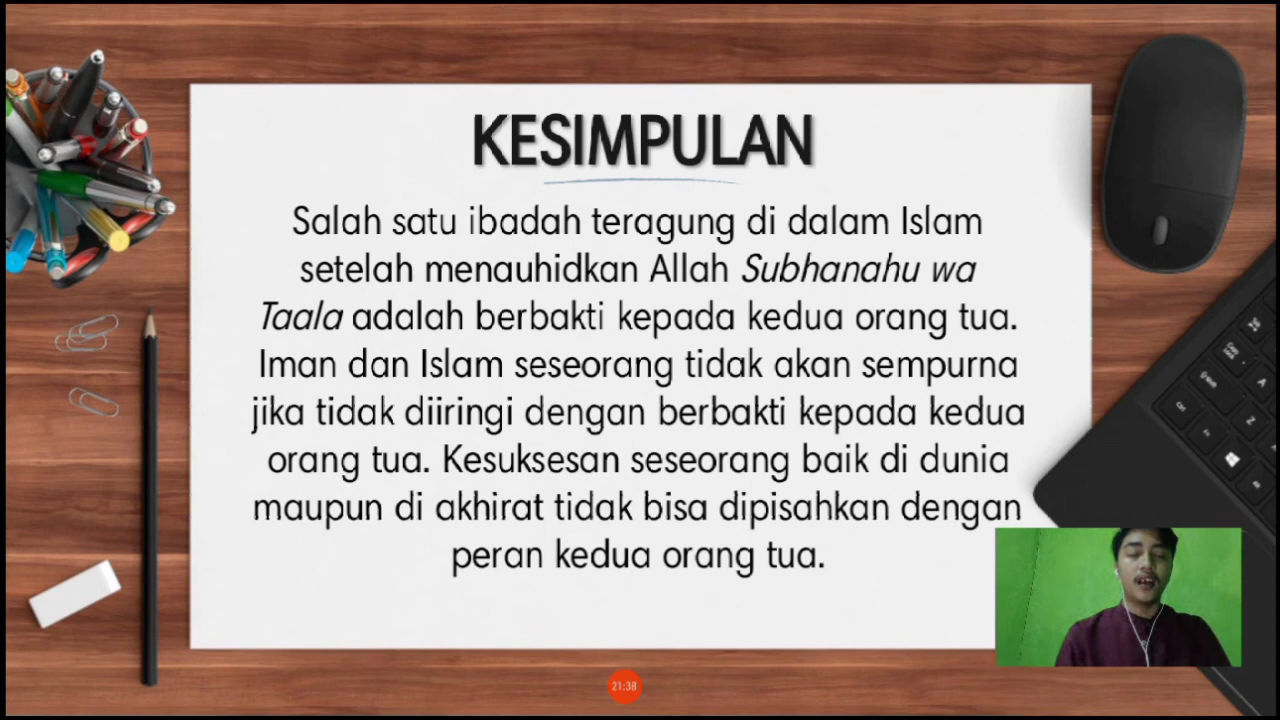 KESIMPULAN
Salah satu ibadah teragung di dalam Islam
setelah menauhidkan Allah Subhanahu wa
Taala adalah berbakti kepada kedua orang tua.
Iman dan Islam seseorang tidak akan sempurna
jika tidak diiringi dengan berbakti kepada kedua
orang tua. Kesuksesan seseorang baik di dunia
maupun di akhirat tidak bisa dipisahkan dengan
peran kedua orang tua.
21:38